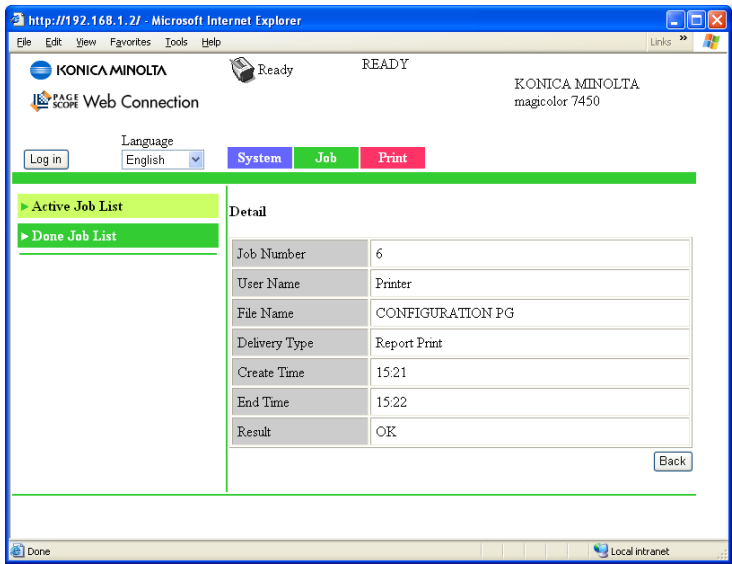 http://192.168.1.2/ - Microsoft Internet Explorer
File Edit View Favorites Tools Help Links »
KONICA MINOLTA Ready READY
KONICA MINOLTA
magicolor 7450
PAGE SCOPE Web Connection
Language
Log in English System Job Print
Active Job List
Done Job List
Detail
Job Number 6
User Name Printer
File Name CONFIGURATION PG
Delivery Type Report Print
Create Time 15:21
End Time 15:22
Result OK
Back
Done Local intranet